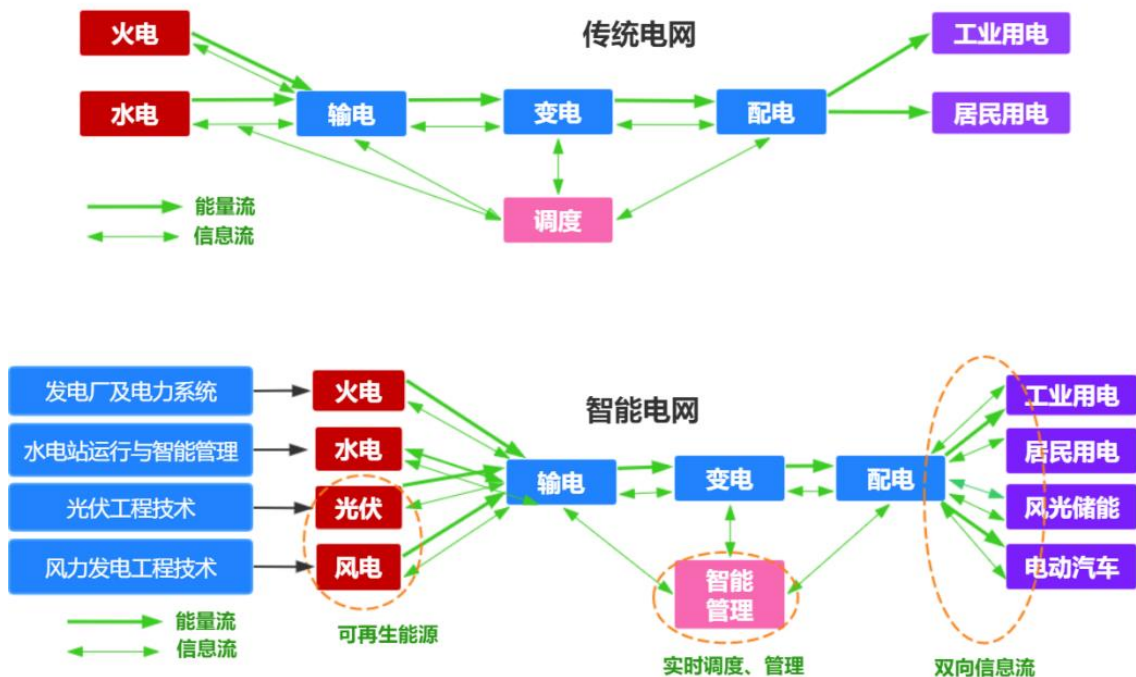 传统电网
火电
水电
输电
变电
配电
工业用电
居民用电
调度
能量流
信息流
智能电网
发电厂及电力系统
水电站运行与智能管理
光伏工程技术
风力发电工程技术
火电
水电
光伏
风电
输电
变电
配电
工业用电
居民用电
风光储能
电动汽车
智能
管理
能量流
信息流
可再生能源
实时调度、管理
双向信息流